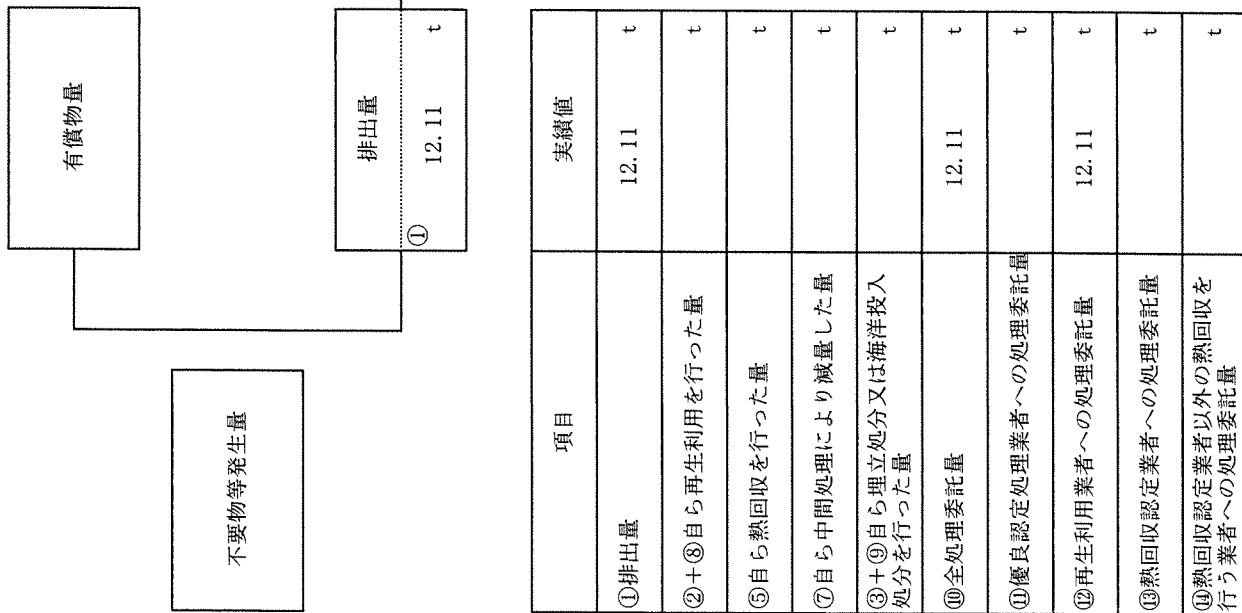 不要物等発生量
有償物量
排出量
① 12.11 t
項目 実績値
①排出量 12.11 t
②+⑧自ら再生利用を行った量 t
⑤自ら熱回収を行った量 t
⑦自ら中間処理により減量した量 t
③+⑨自ら埋立処分又は海洋投入
処分を行った量 t
⑩全処理委託量 12.11 t
⑪優良認定処理業者への処理委託量 t
⑫再生利用業者への処理委託量 12.11 t
⑬熱回収認定業者への処理委託量 t
⑭熱回収認定業者以外の熱回収を
行う業者への処理委託量 t